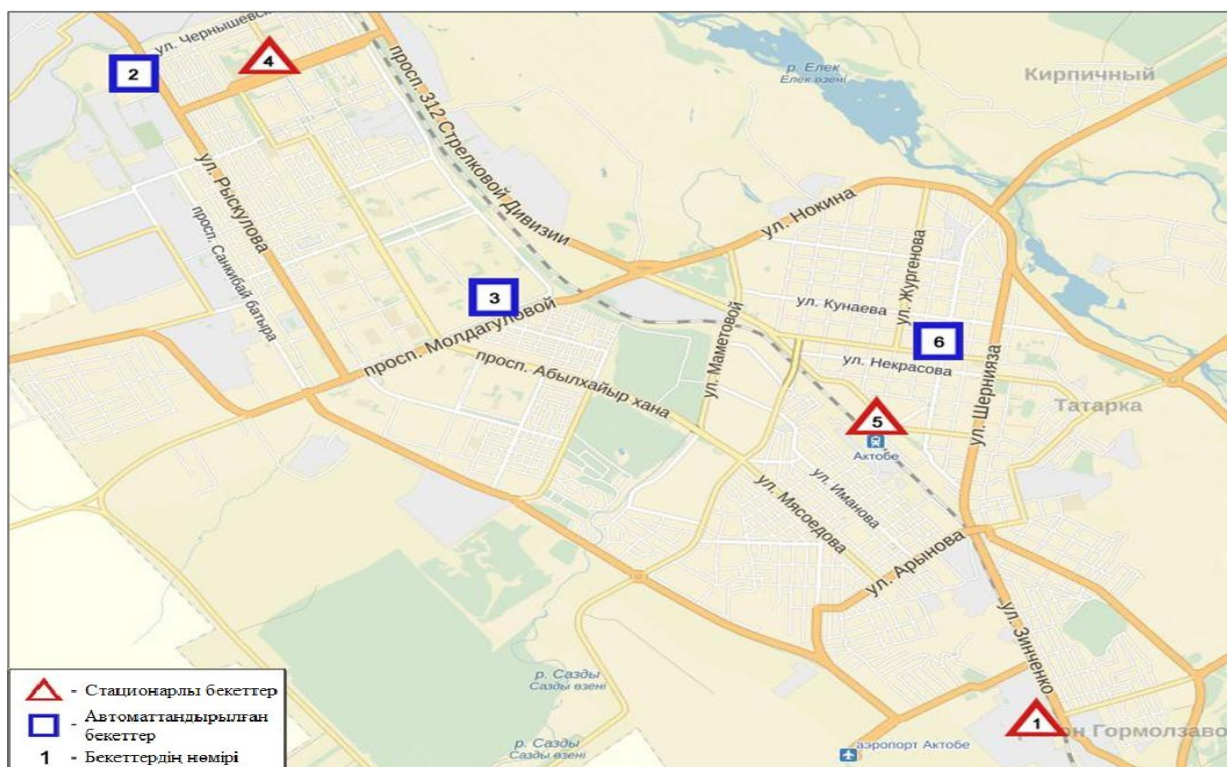 ул. Чернышевск
4
2
просп. 312 Стрелковой Дивизии
р. Елек
Елек өзені
Кирпичный
ул. Рыскулова
просп. Санкибай батыра
ул. Нокина
ул. Жургенова
3
просп. Молдагуловой
ул. Кунаева
6
ул. Некрасова
ул. Маметовой
просп. Абылхайыр хана
ул. Шернияза
Татарка
5
Актобе
ул. Иманова
ул. Мясоедова
ул. Арынова
ул. Зинченко
р. Сазды
Сазды өзені
1
он Гормолзаво
р. Сазды
Сазды өзені
аэропорт Актобе
- Стационарлы бекеттер
- Автоматтандырылған
бекеттер
1 - Бекеттердің нөмірі